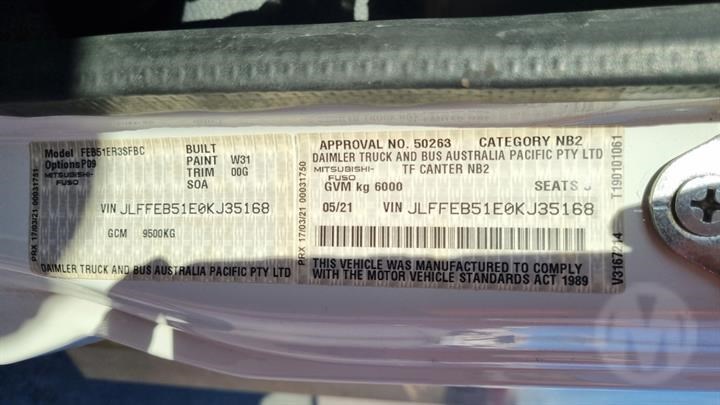 Model FEB51ER3SFBC BUILT
Options P09 PAINT W31
MITSUBISHI-FUSO TRIM 00G
SOA
VIN JLFFEB51E0KJ35168
GCM 9500KG
DAIMLER TRUCK AND BUS AUSTRALIA PACIFIC PTY LTD
PRX 17/03/21 00031751
PRX 17/03/21 00031750
APPROVAL NO. 50263 CATEGORY NB2
DAIMLER TRUCK AND BUS AUSTRALIA PACIFIC PTY LTD
MITSUBISHI-FUSO TF CANTER NB2
GVM kg 6000 SEATS
05/21 VIN JLFFEB51E0KJ35168
THIS VEHICLE WAS MANUFACTURED TO COMPLY
WITH THE MOTOR VEHICLE STANDARDS ACT 1989
T190101061
M